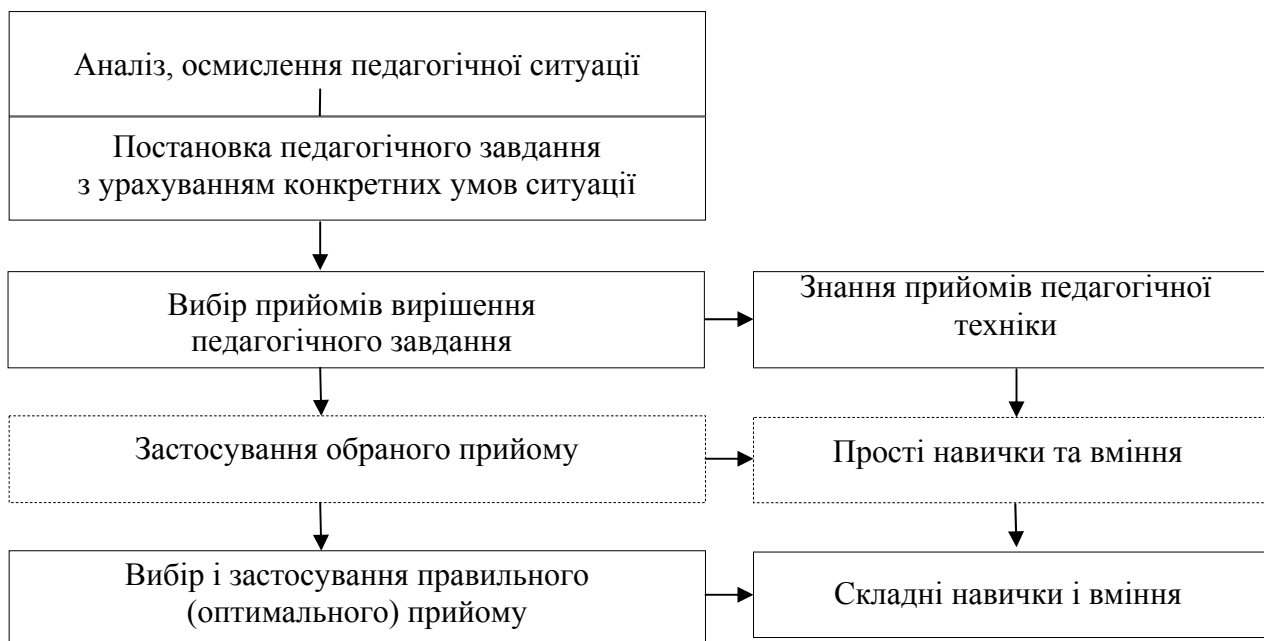 Аналіз, осмислення педагогічної ситуації
Постановка педагогічного завдання
з урахуванням конкретних умов ситуації
Вибір прийомів вирішення
педагогічного завдання
Знання прийомів педагогічної
техніки
Застосування обраного прийому
Прості навички та вміння
Вибір і застосування правильного
(оптимального) прийому
Складні навички і вміння